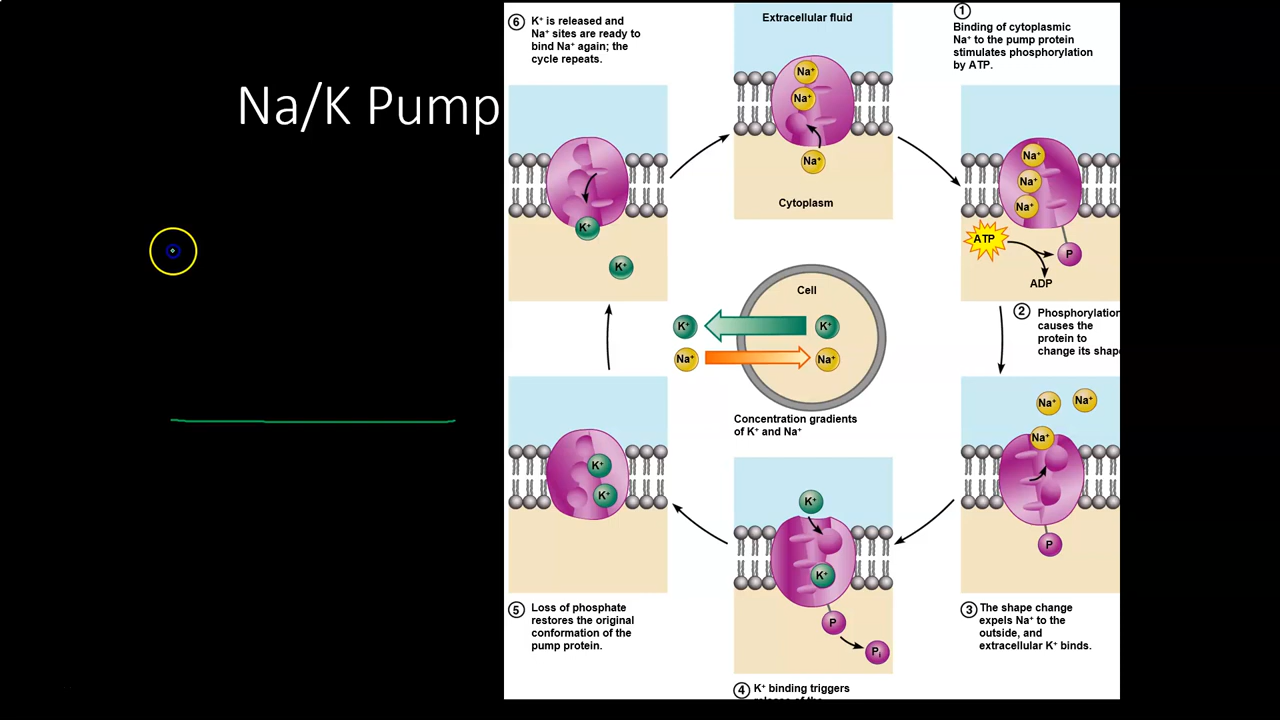 Na/K Pump
⑥ K⁺ is released and
Na⁺ sites are ready to
bind Na⁺ again; the
cycle repeats.
Extracellular fluid
Na⁺
Na⁺
Na⁺
Cytoplasm
①
Binding of cytoplasmic
Na⁺ to the pump protein
stimulates phosphorylation
by ATP.
Na⁺
Na⁺
Na⁺
ATP
P
ADP
K⁺
K⁺
② Phosphorylation
causes the
protein to
change its shape
Cell
K⁺ K⁺
Na⁺ Na⁺
Concentration gradients
of K⁺ and Na⁺
Na⁺ Na⁺
Na⁺
P
③ The shape change
expels Na⁺ to the
outside, and
extracellular K⁺ binds.
K⁺
K⁺
P
Pi
④ K⁺ binding triggers
K⁺
K⁺
⑤ Loss of phosphate
restores the original
conformation of the
pump protein.